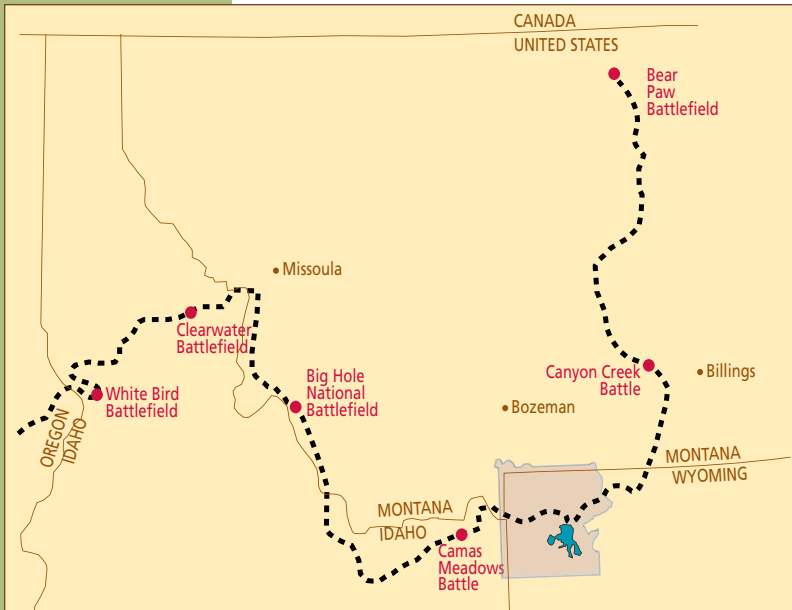 CANADA
UNITED STATES
Bear
Paw
Battlefield
Missoula
Clearwater
Battlefield
Big Hole
National
Battlefield
Canyon Creek
Battle
Billings
White Bird
Battlefield
Bozeman
OREGON
IDAHO
MONTANA
WYOMING
MONTANA
IDAHO
Camas
Meadows
Battle